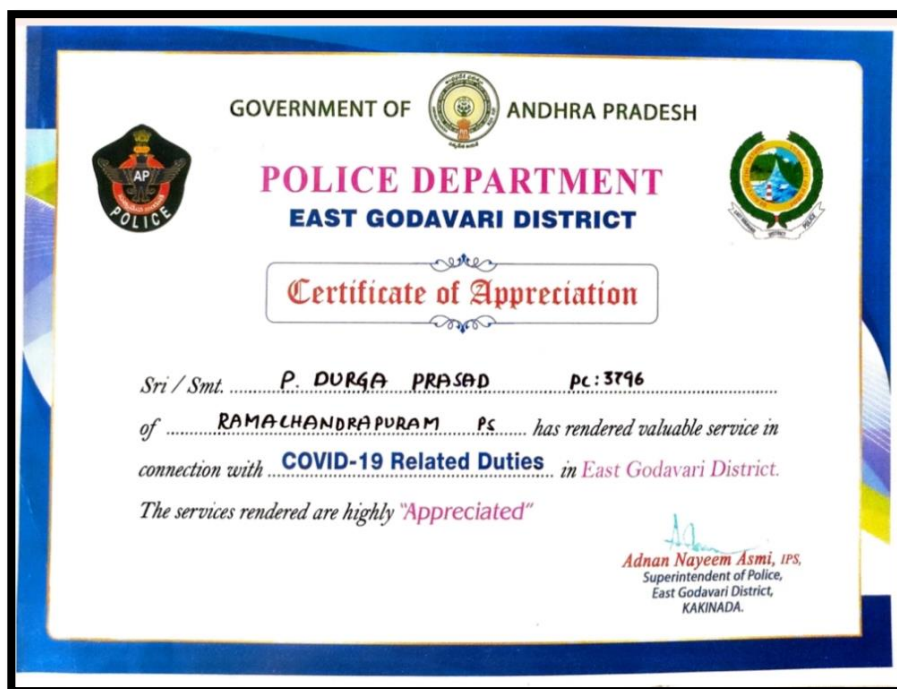 GOVERNMENT OF ANDHRA PRADESH
AP
POLICE
POLICE DEPARTMENT
EAST GODAVARI DISTRICT
Certificate of Appreciation
Sri / Smt. P. DURGA PRASAD PC: 3796
of RAMACHANDRAPURAM PS has rendered valuable service in
connection with COVID-19 Related Duties in East Godavari District.
The services rendered are highly "Appreciated"
Adnan Nayeem Asmi, IPS,
Superintendent of Police,
East Godavari District,
KAKINADA.